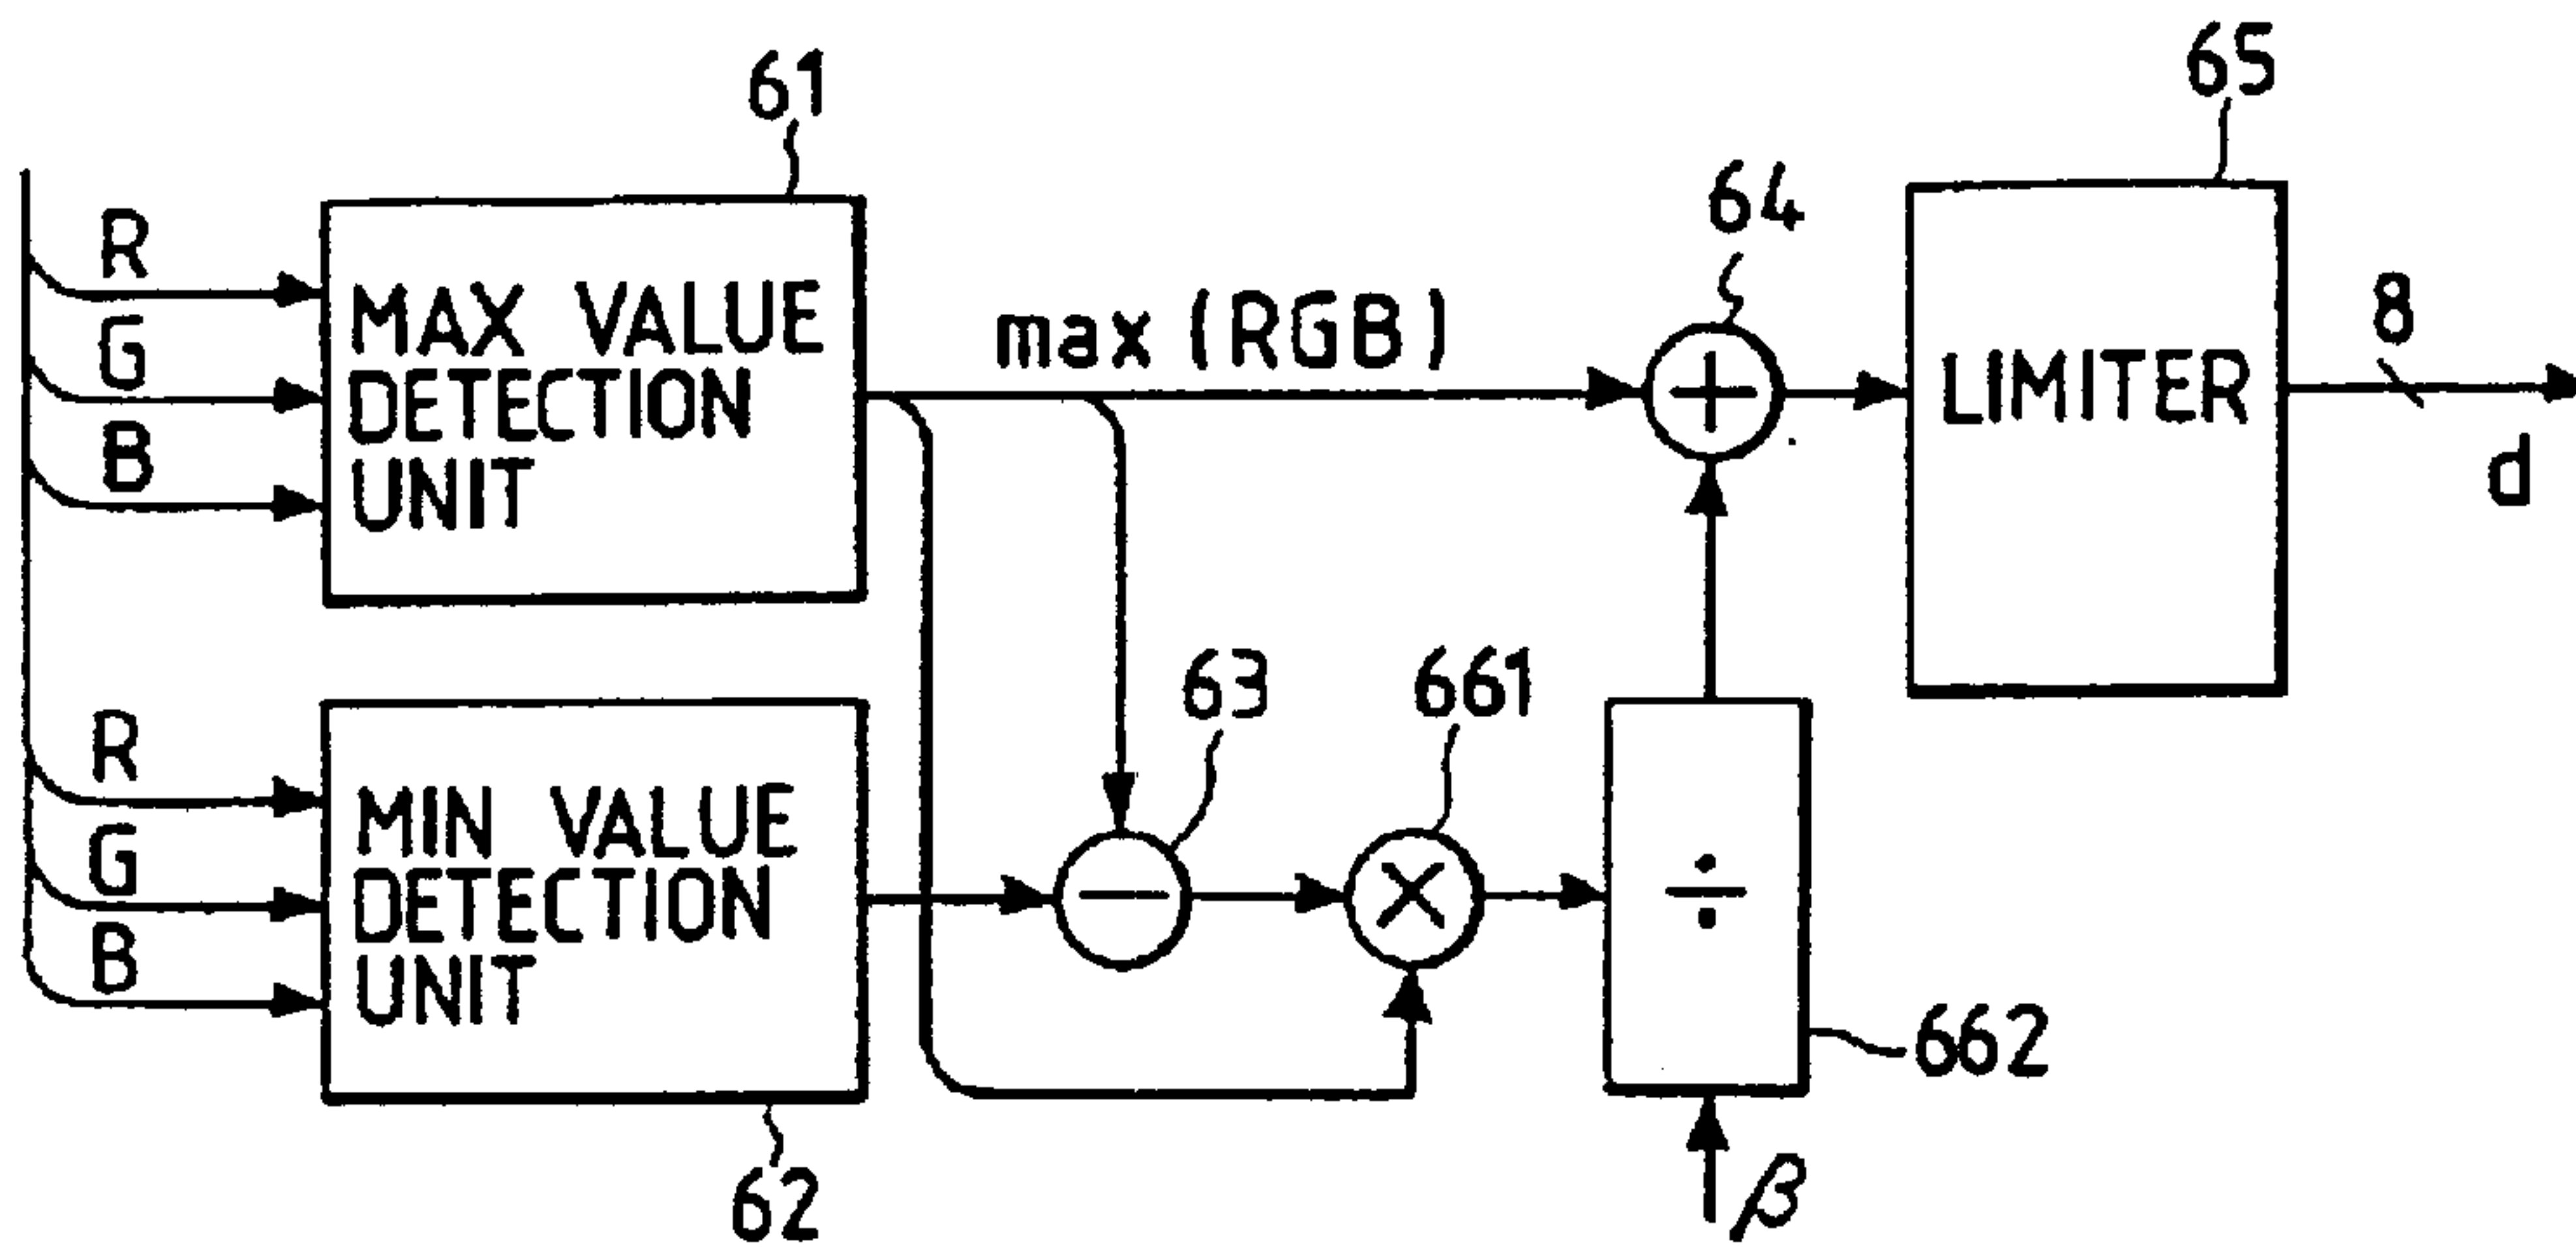 61
65
64
R
G
B
MAX VALUE
DETECTION
UNIT
max (RGB)
+
LIMITER
8
d
63
661
R
G
B
MIN VALUE
DETECTION
UNIT
−
×
÷
662
62
β